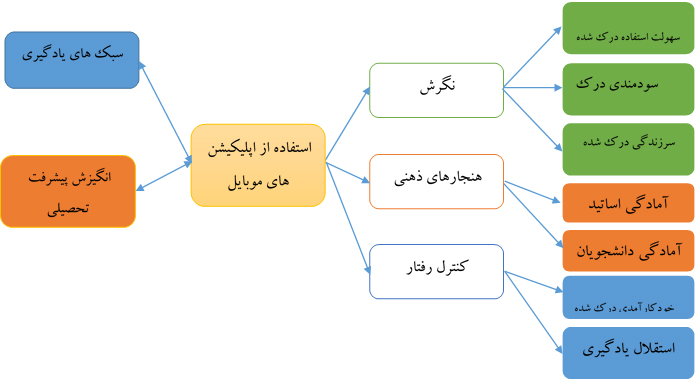 سهولت استفاده درک شده
سودمندی درک
سرزندگی درک شده
آمادگی اساتید
آمادگی دانشجویان
خودکارآمدی درک شده
استقلال یادگیری
نگرش
هنجارهای ذهنی
کنترل رفتار
استفاده از اپلیکیشن
های موبایل
سبک های یادگیری
انگیزش پیشرفت
تحصیلی